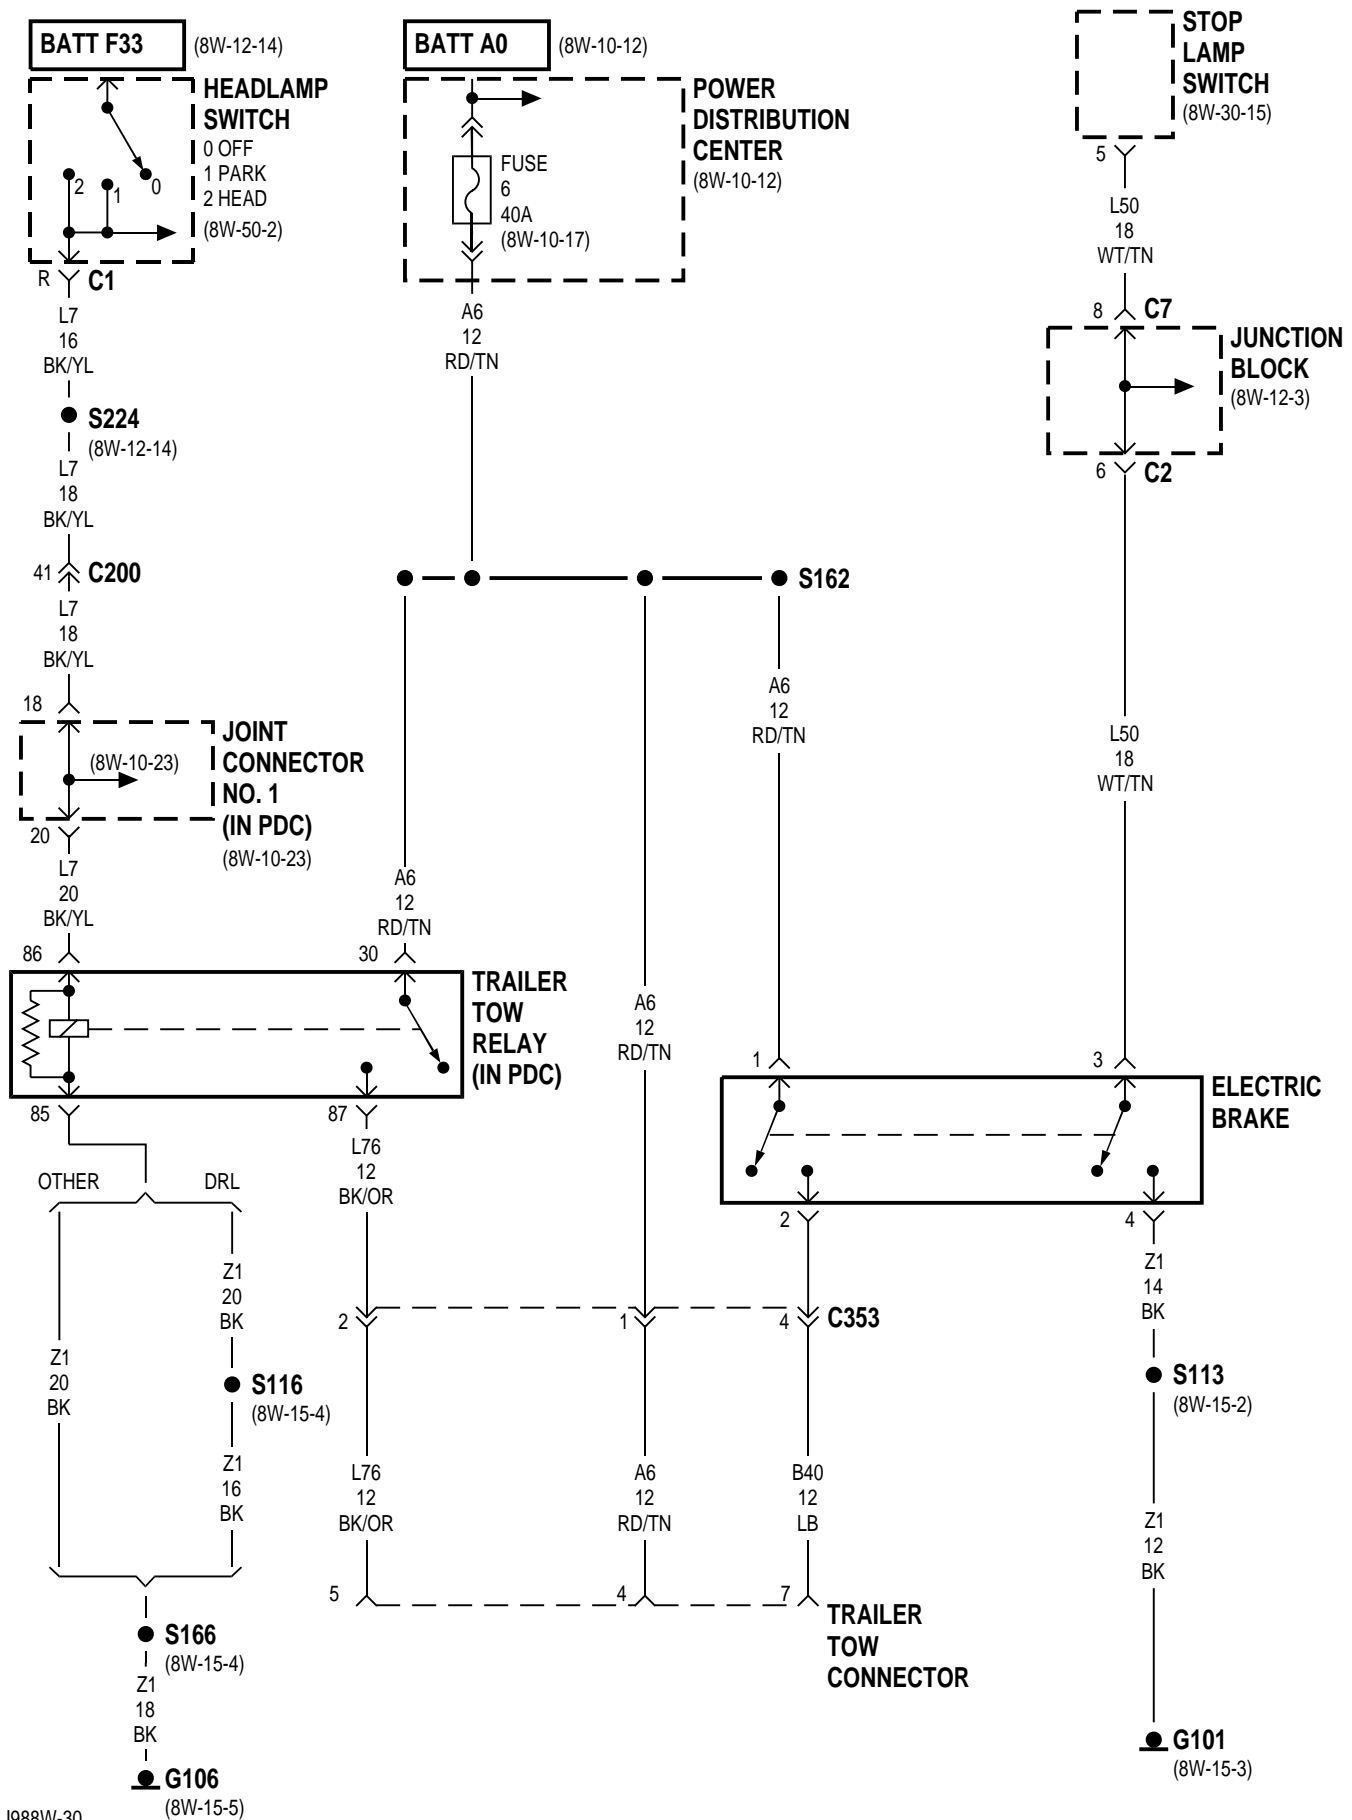 BATT F33
(8W-12-14)
HEADLAMP
SWITCH
0 OFF
1 PARK
2 HEAD
(8W-50-2)
2
1
0
R
C1
L7
16
BK/YL
S224
(8W-12-14)
L7
18
BK/YL
41
C200
L7
18
BK/YL
18
JOINT
CONNECTOR
NO. 1
(IN PDC)
(8W-10-23)
(8W-10-23)
20
L7
20
BK/YL
86
BATT A0
(8W-10-12)
POWER
DISTRIBUTION
CENTER
(8W-10-12)
FUSE
6
40A
(8W-10-17)
A6
12
RD/TN
S162
A6
12
RD/TN
30
TRAILER
TOW
RELAY
(IN PDC)
85
87
A6
12
RD/TN
A6
12
RD/TN
STOP
LAMP
SWITCH
(8W-30-15)
5
L50
18
WT/TN
8
C7
JUNCTION
BLOCK
(8W-12-3)
6
C2
L50
18
WT/TN
1
3
ELECTRIC
BRAKE
2
4
OTHER
DRL
Z1
20
BK
Z1
20
BK
S116
(8W-15-4)
Z1
16
BK
S166
(8W-15-4)
Z1
18
BK
G106
(8W-15-5)
L76
12
BK/OR
2
1
4
C353
L76
12
BK/OR
A6
12
RD/TN
B40
12
LB
5
4
7
TRAILER
TOW
CONNECTOR
Z1
14
BK
S113
(8W-15-2)
Z1
12
BK
G101
(8W-15-3)